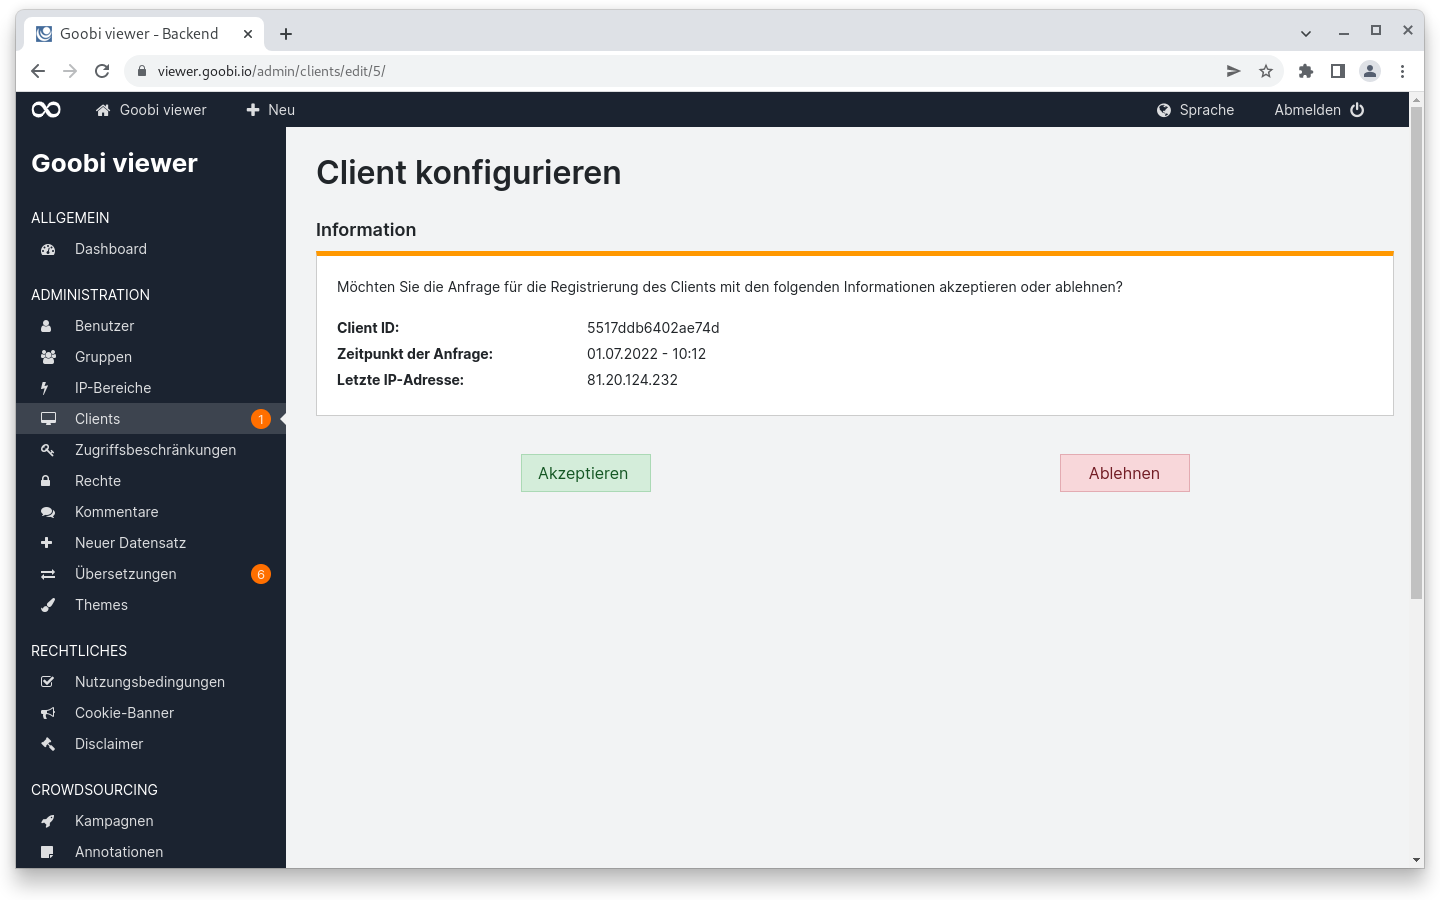 Goobi viewer - Backend
viewer.goobi.io/admin/clients/edit/5/
Goobi viewer
Neu
Sprache
Abmelden
Goobi viewer
ALLGEMEIN
Dashboard
ADMINISTRATION
Benutzer
Gruppen
IP-Bereiche
Clients 1
Zugriffsbeschränkungen
Rechte
Kommentare
Neuer Datensatz
Übersetzungen 6
Themes
RECHTLICHES
Nutzungsbedingungen
Cookie-Banner
Disclaimer
CROWDSOURCING
Kampagnen
Annotationen
Client konfigurieren
Information
Möchten Sie die Anfrage für die Registrierung des Clients mit den folgenden Informationen akzeptieren oder ablehnen?
Client ID: 5517ddb6402ae74d
Zeitpunkt der Anfrage: 01.07.2022 - 10:12
Letzte IP-Adresse: 81.20.124.232
Akzeptieren
Ablehnen